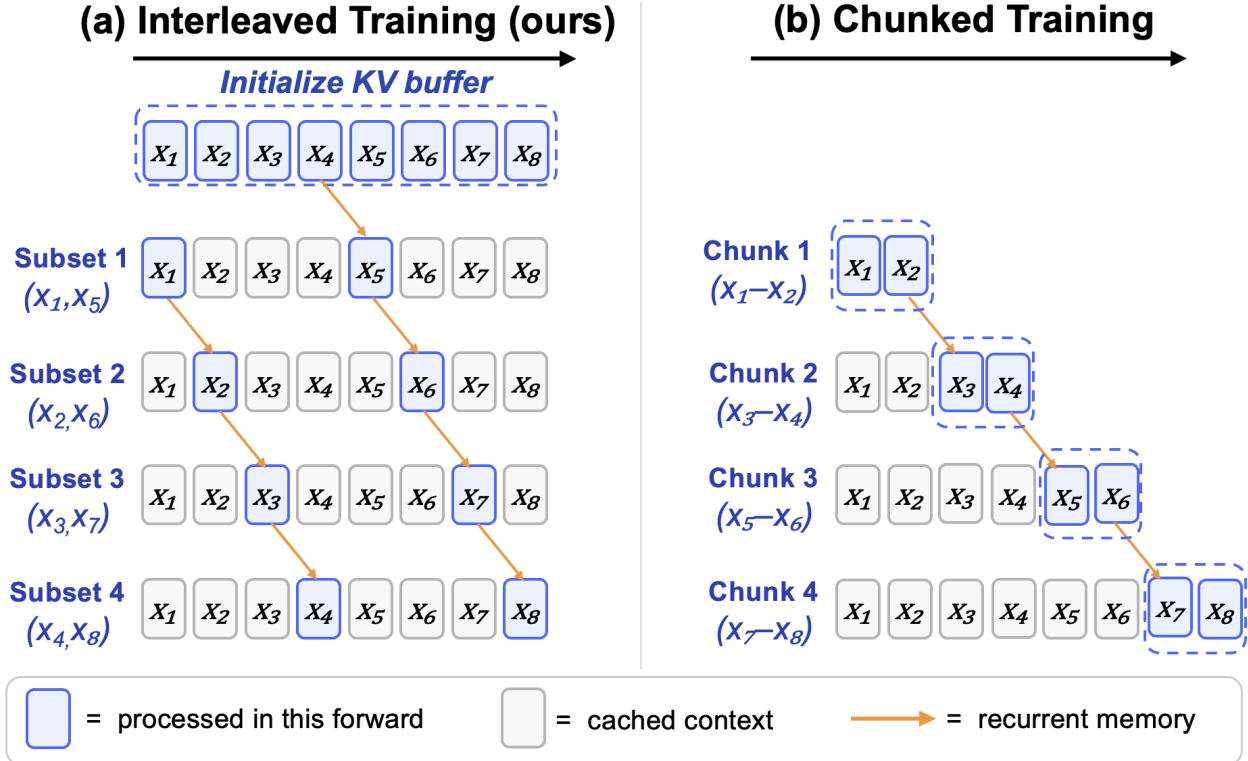 (a) Interleaved Training (ours)
Initialize KV buffer
x₁ x₂ x₃ x₄ x₅ x₆ x₇ x₈
Subset 1
(x₁,x₅)
x₁ x₂ x₃ x₄ x₅ x₆ x₇ x₈
Subset 2
(x₂,x₆)
x₁ x₂ x₃ x₄ x₅ x₆ x₇ x₈
Subset 3
(x₃,x₇)
x₁ x₂ x₃ x₄ x₅ x₆ x₇ x₈
Subset 4
(x₄,x₈)
x₁ x₂ x₃ x₄ x₅ x₆ x₇ x₈
(b) Chunked Training
Chunk 1
(x₁–x₂)
x₁ x₂
Chunk 2
(x₃–x₄)
x₁ x₂ x₃ x₄
Chunk 3
(x₅–x₆)
x₁ x₂ x₃ x₄ x₅ x₆
Chunk 4
(x₇–x₈)
x₁ x₂ x₃ x₄ x₅ x₆ x₇ x₈
= processed in this forward
= cached context
= recurrent memory